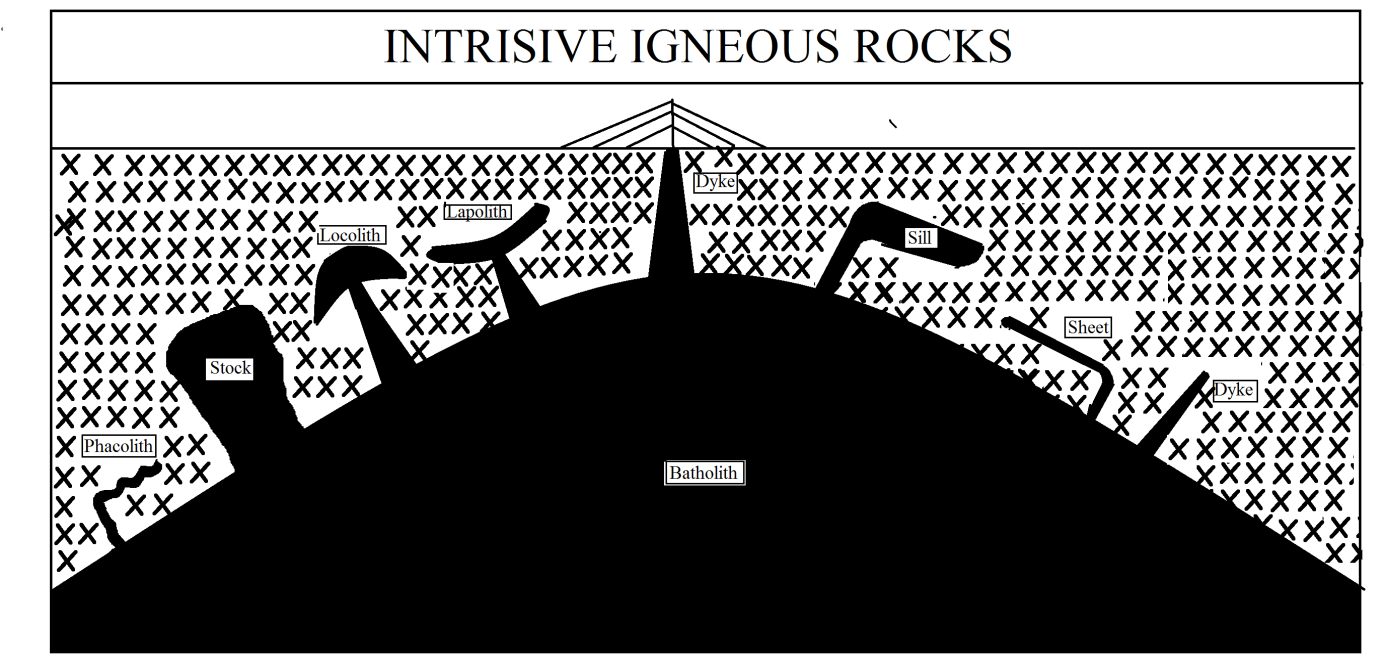 INTRISIVE IGNEOUS ROCKS
Dyke
Lapolith
Locolith
Sill
Sheet
Stock
Dyke
Phacolith
Batholith